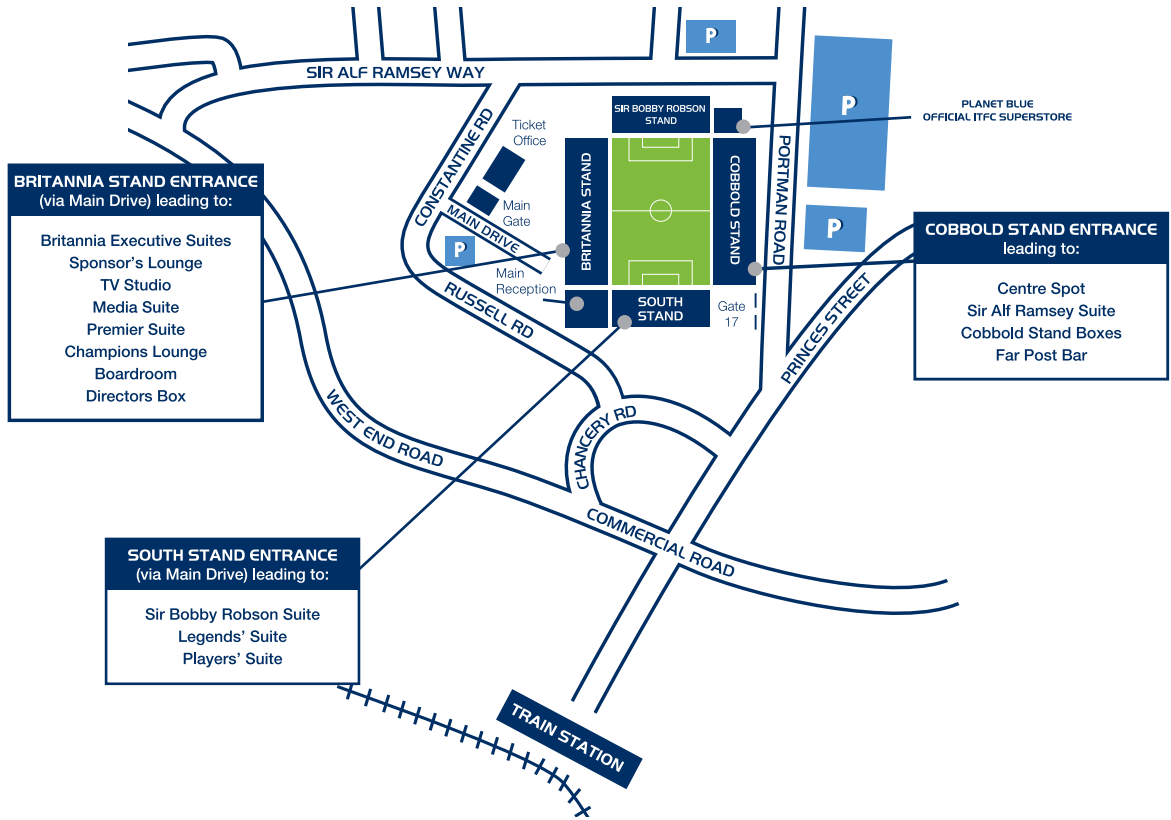 P
P
SIR ALF RAMSEY WAY
SIR BOBBY ROBSON
STAND
PLANET BLUE
OFFICIAL ITFC SUPERSTORE
CONSTANTINE RD
Ticket
Office
Main
Gate
MAIN DRIVE
P
Main
Reception
BRITANNIA STAND
COBBOLD STAND
SOUTH
STAND
Gate
17
PORTMAN ROAD
P
PRINCES STREET
RUSSELL RD
CHANCERY RD
WEST END ROAD
COMMERCIAL ROAD
BRITANNIA STAND ENTRANCE
(via Main Drive) leading to:
Britannia Executive Suites
Sponsor's Lounge
TV Studio
Media Suite
Premier Suite
Champions Lounge
Boardroom
Directors Box
COBBOLD STAND ENTRANCE
leading to:
Centre Spot
Sir Alf Ramsey Suite
Cobbold Stand Boxes
Far Post Bar
SOUTH STAND ENTRANCE
(via Main Drive) leading to:
Sir Bobby Robson Suite
Legends' Suite
Players' Suite
TRAIN STATION